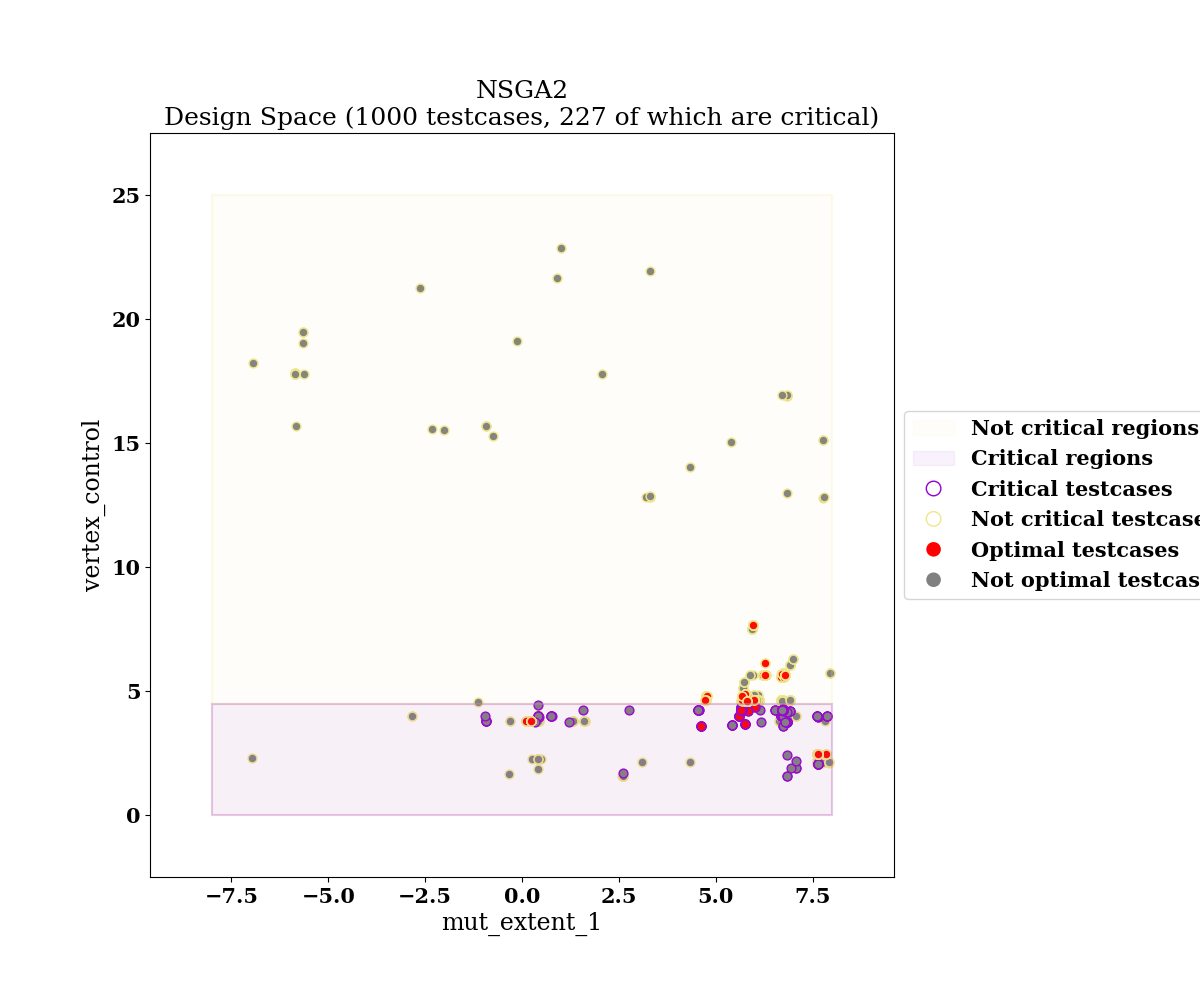 NSGA2
Design Space (1000 testcases, 227 of which are critical)
25
20
15
10
5
0
vertex_control
−7.5
−5.0
−2.5
0.0
2.5
5.0
7.5
mut_extent_1
Not critical regions
Critical regions
Critical testcases
Not critical testcase
Optimal testcases
Not optimal testcas